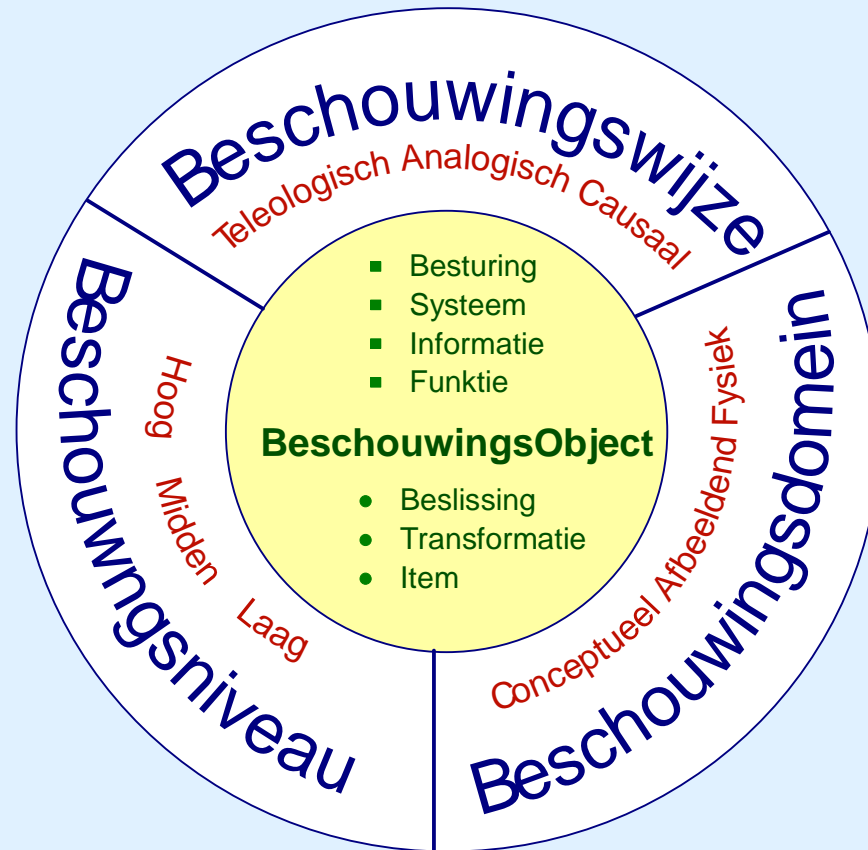 Beschouwingswijze
Teleologisch Analogisch Causaal
Beschouwngsniveau
Hoog Midden Laag
Besturing
Systeem
Informatie
Funktie
BeschouwingsObject
Beslissing
Transformatie
Item
Conceptueel Afbeeldend Fysiek
Beschouwingsdomein